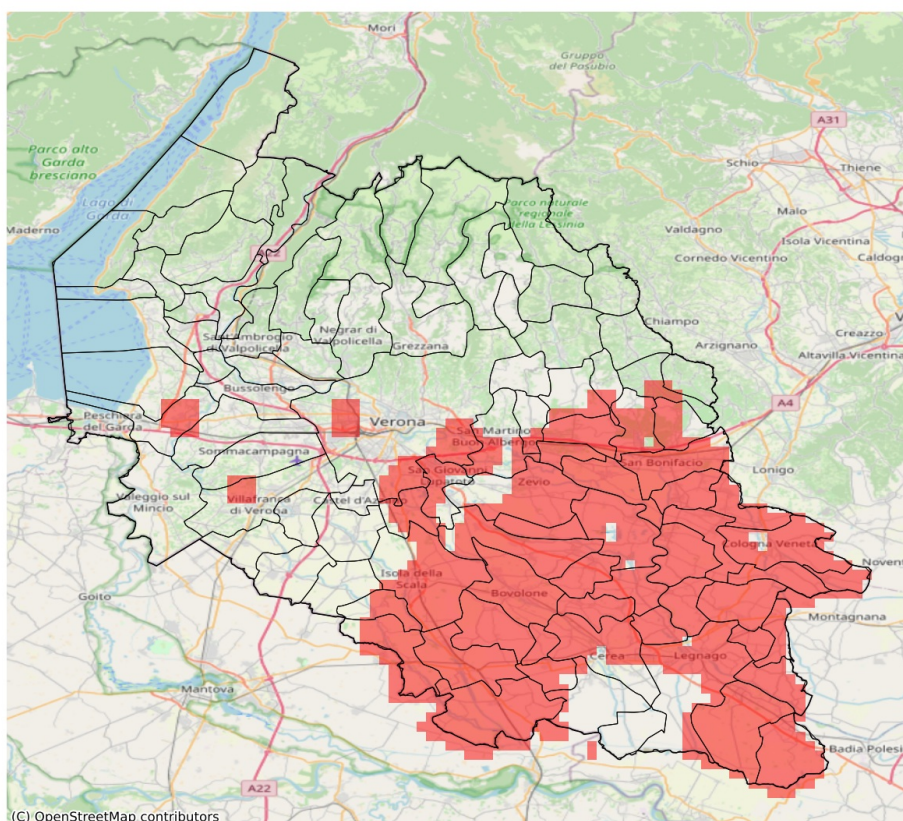 Mori
Gruppo
del Pasubio
A31
Parco alto
Garda
bresciano
Schio
Thiene
Lago di
Garda
Parco naturale
regionale
della Lessinia
Malo
Maderno
Valdagno
Isola Vicentina
Cornedo Vicentino
Caldog
Chiampo
Sant'Ambrogio
di Valpolicella
Negrar di
Valpolicella
Grezzana
Arzignano
Creazzo
Altavilla Vicentina
Bussolengo
A4
Peschiera
del Garda
Verona
San Martino
Buon Albergo
Sommacampagna
San Giovanni
Lupatoto
San Bonifacio
Lonigo
Zevio
Valeggio sul
Mincio
Villafranca
di Verona
Castel d'Azzano
Cologna Veneta
Isola della
Scala
Novent
Goito
Bovolone
Montagnana
Cerea
Legnago
Mantova
Badia Polesi
A22
(C) OpenStreetMap contributors